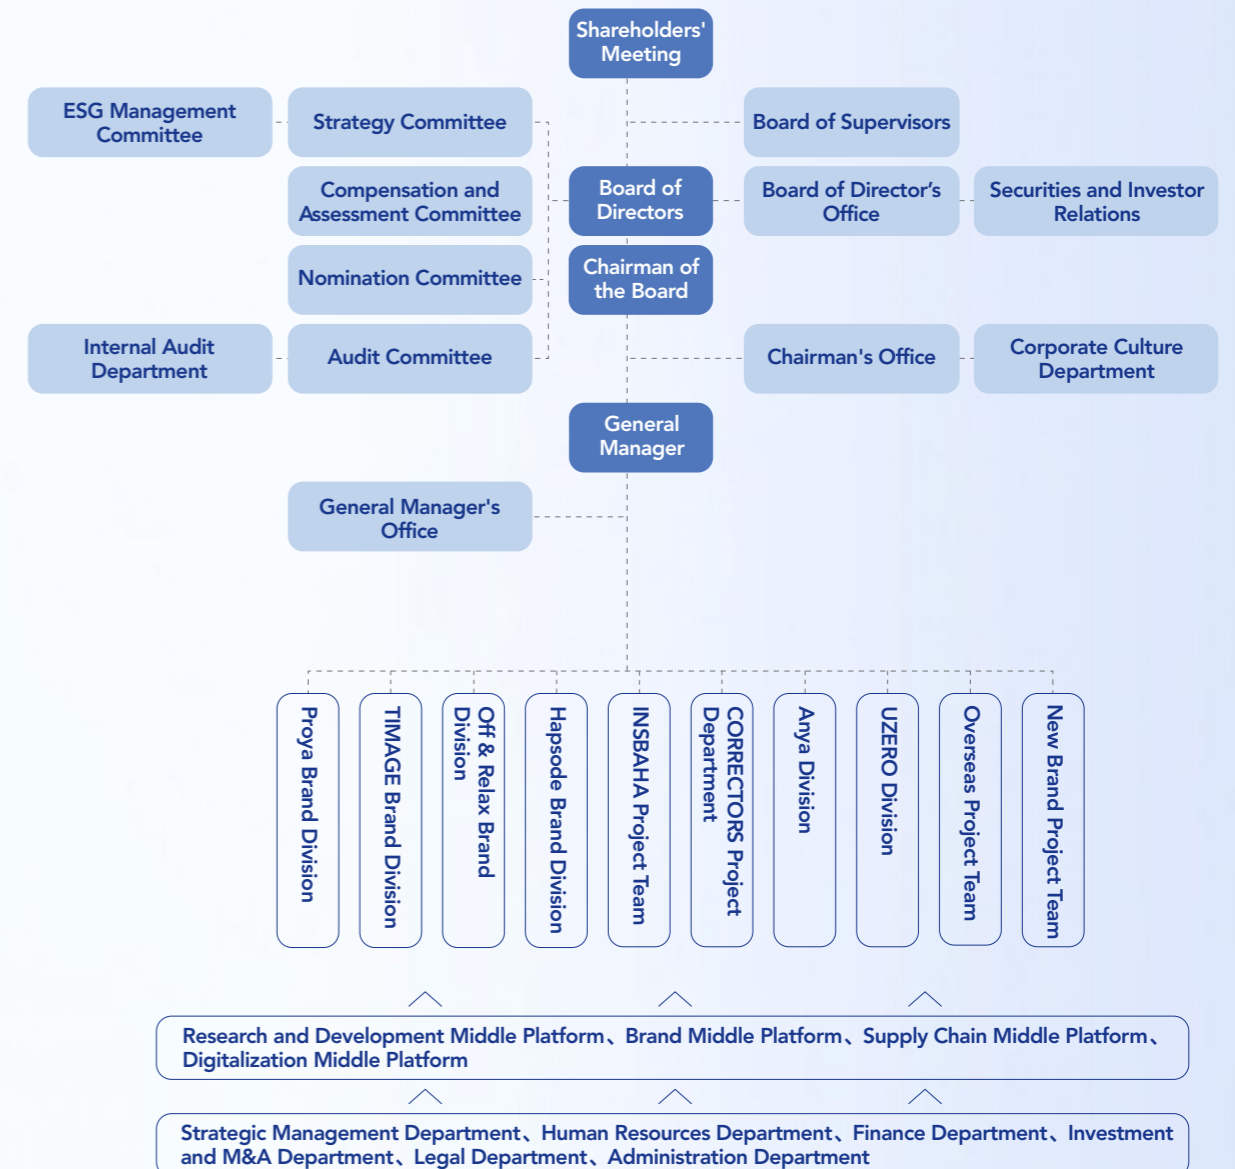 Shareholders'
Meeting
ESG Management
Committee
Strategy Committee
Board of Supervisors
Compensation and
Assessment Committee
Board of
Directors
Board of Director's
Office
Securities and Investor
Relations
Nomination Committee
Chairman of
the Board
Internal Audit
Department
Audit Committee
Chairman's Office
Corporate Culture
Department
General
Manager
General Manager's
Office
Proya Brand Division
TIMAGE Brand Division
Off & Relax Brand
Division
Hapsode Brand Division
INSBAHA Project Team
CORRECTORS Project
Department
Anya Division
UZERO Division
Overseas Project Team
New Brand Project Team
Research and Development Middle Platform、Brand Middle Platform、Supply Chain Middle Platform、
Digitalization Middle Platform
Strategic Management Department、Human Resources Department、Finance Department、Investment
and M&A Department、Legal Department、Administration Department